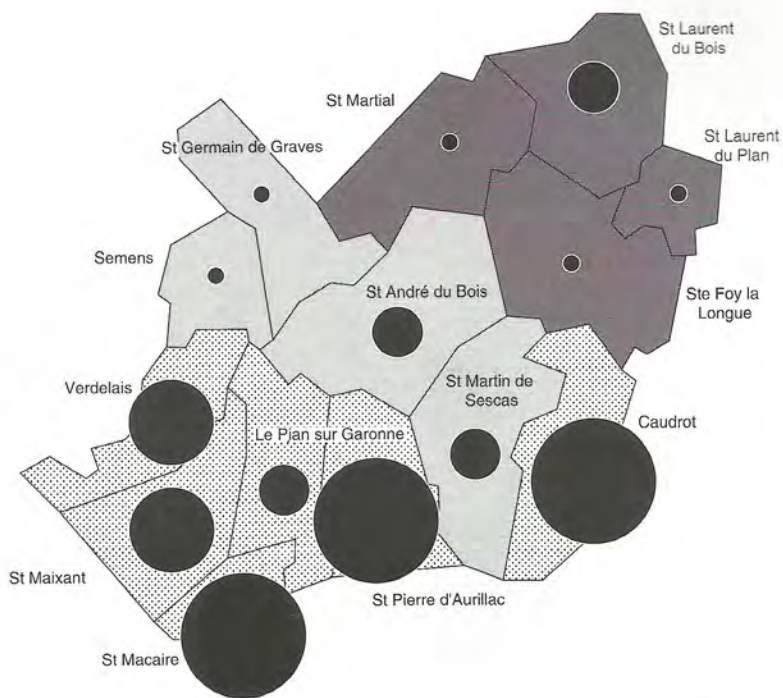 St Laurent
du Bois
St Martial
St Laurent
du Plan
St Germain de Graves
Semens
St André du Bois
Ste Foy la
Longue
Verdelais
St Martin de
Sescas
Le Pian sur Garonne
Caudrot
St Maixant
St Pierre d'Aurillac
St Macaire